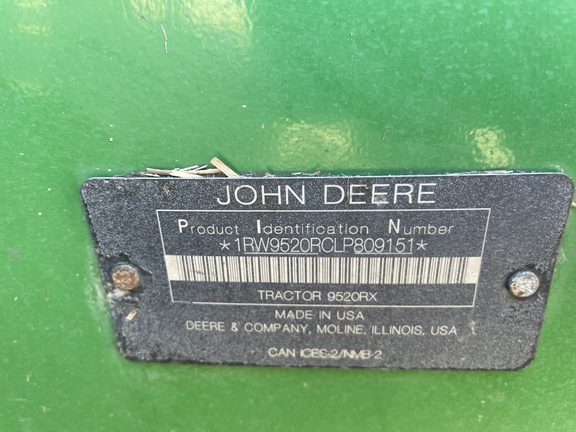 JOHN DEERE
Product Identification Number
*1RW9520RCLP809151*
TRACTOR 9520RX
MADE IN USA
DEERE & COMPANY, MOLINE, ILLINOIS, USA
CAN ICES-2/NMB-2